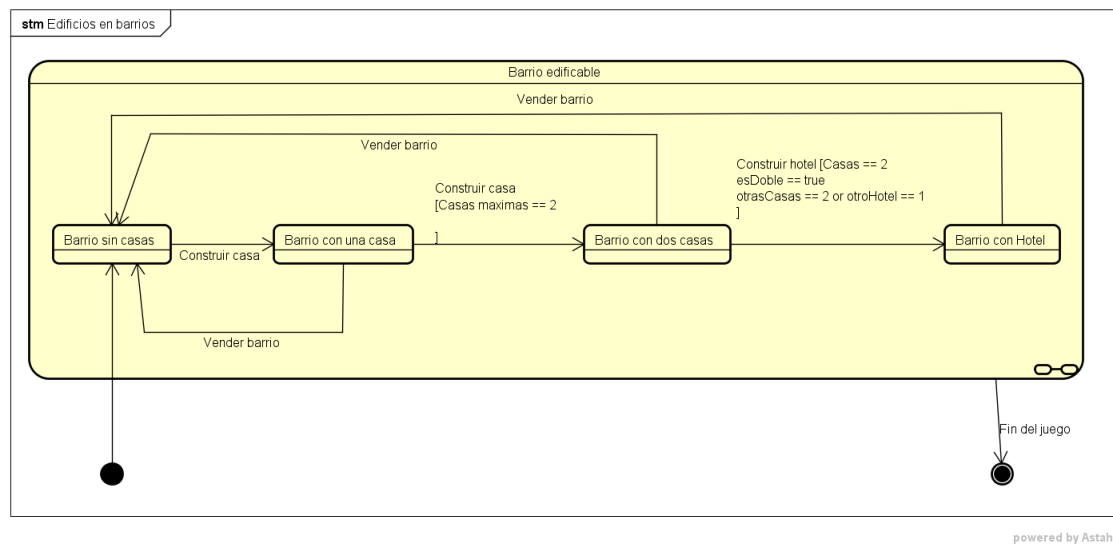 stm Edificios en barrios
Barrio edificable
Vender barrio
Vender barrio
Construir hotel [Casas == 2
esDoble == true
otrasCasas == 2 or otroHotel == 1
]
Construir casa
[Casas maximas == 2
]
Barrio sin casas
Construir casa
Barrio con una casa
Barrio con dos casas
Barrio con Hotel
Vender barrio
Fin del juego
powered by Astah